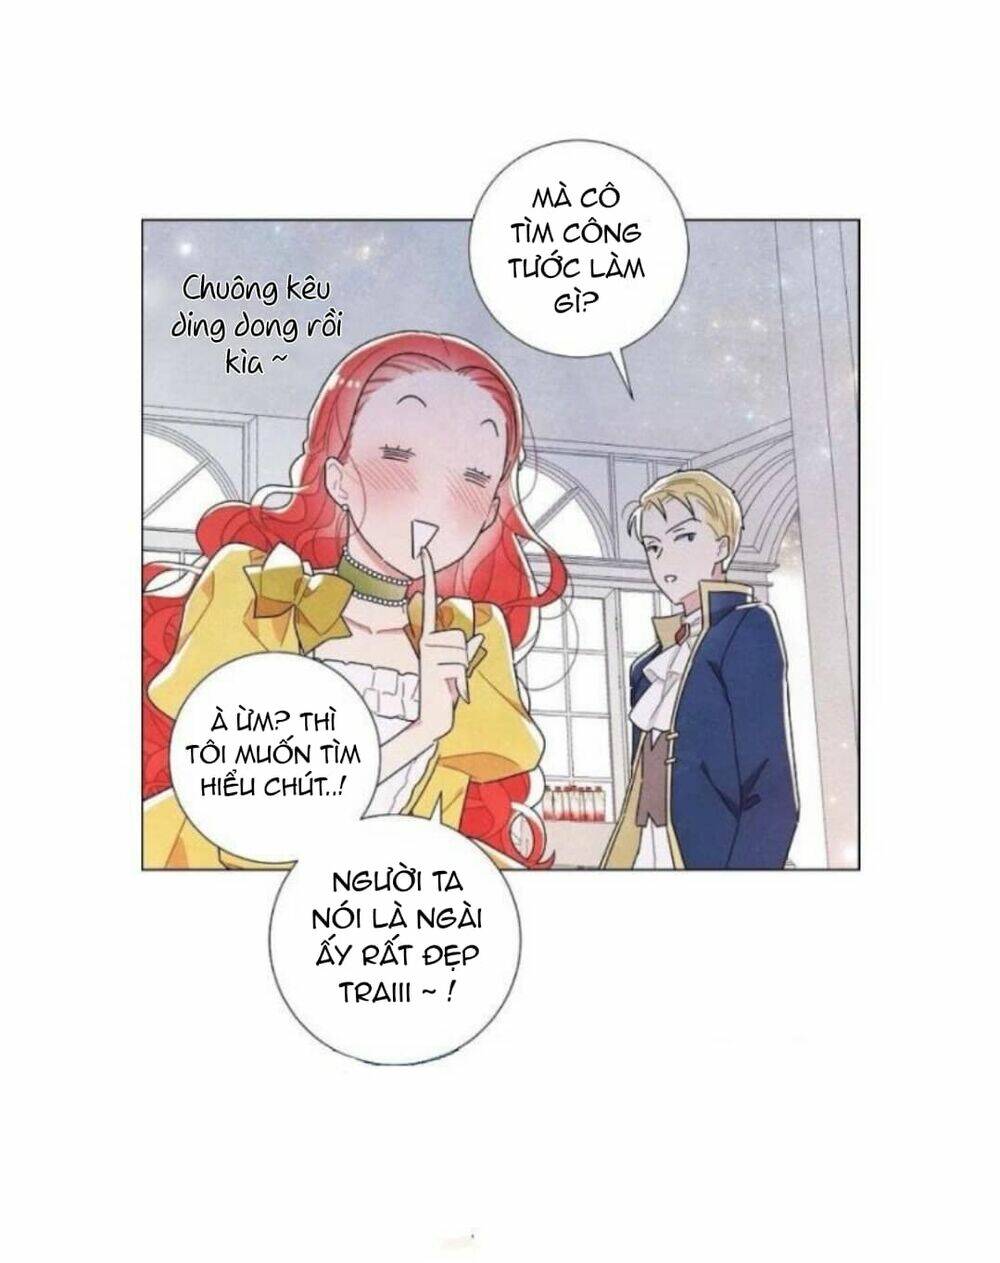 MÀ CÔ
TÌM CÔNG
TƯỚC LÀM
GÌ?
Chuông kêu
ding dong rồi
kìa ~
À ỪM? THÌ
TÔI MUỐN TÌM
HIỂU CHÚT..!
NGƯỜI TA
NÓI LÀ NGÀI
ẤY RẤT ĐẸP
TRAIII ~ !